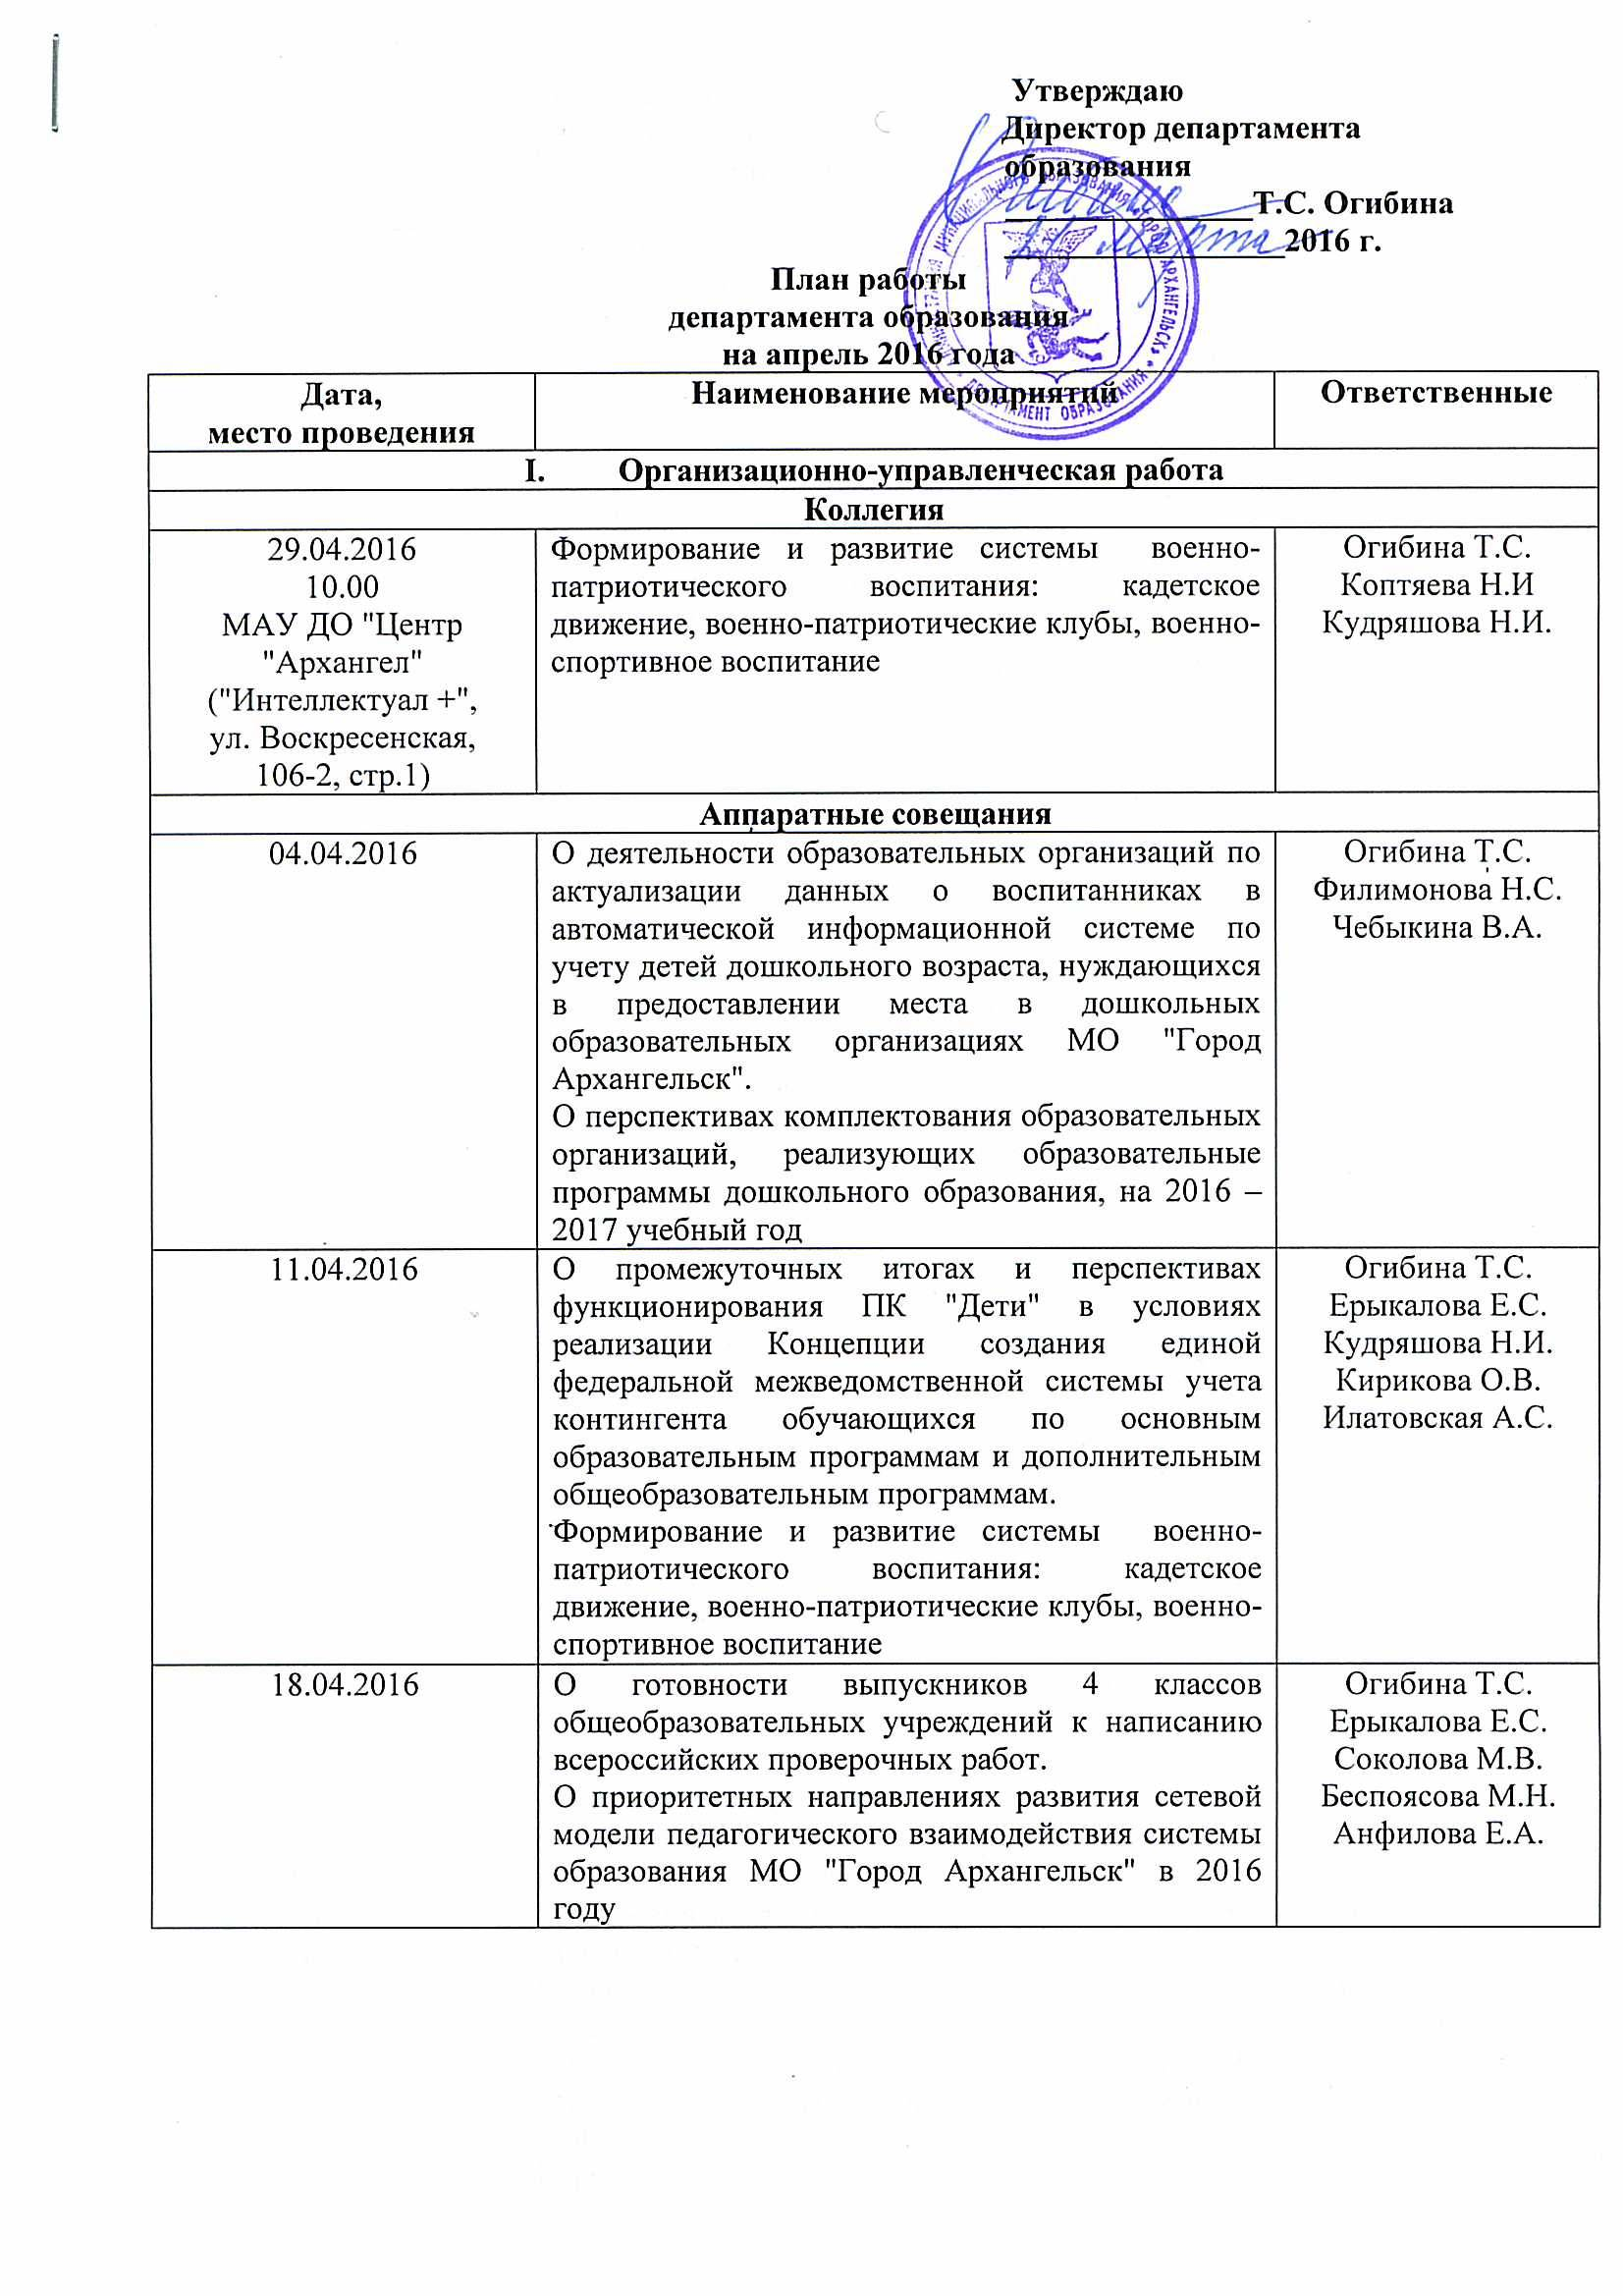 Утверждаю
Директор департамента
образования
Т.С. Огибина
марта 2016 г.
План работы
департамента образования
на апрель 2016 года
Дата,
место проведения
Наименование мероприятий
Ответственные
I. Организационно-управленческая работа
Коллегия
29.04.2016
10.00
МАУ ДО "Центр
"Архангел"
("Интеллектуал +",
ул. Воскресенская,
106-2, стр.1)
Формирование и развитие системы военно-
патриотического воспитания: кадетское
движение, военно-патриотические клубы, военно-
спортивное воспитание
Огибина Т.С.
Коптяева Н.И
Кудряшова Н.И.
Аппаратные совещания
04.04.2016
О деятельности образовательных организаций по
актуализации данных о воспитанниках в
автоматической информационной системе по
учету детей дошкольного возраста, нуждающихся
в предоставлении места в дошкольных
образовательных организациях МО "Город
Архангельск".
О перспективах комплектования образовательных
организаций, реализующих образовательные
программы дошкольного образования, на 2016 –
2017 учебный год
Огибина Т.С.
Филимонова Н.С.
Чебыкина В.А.
11.04.2016
О промежуточных итогах и перспективах
функционирования ПК "Дети" в условиях
реализации Концепции создания единой
федеральной межведомственной системы учета
контингента обучающихся по основным
образовательным программам и дополнительным
общеобразовательным программам.
Формирование и развитие системы военно-
патриотического воспитания: кадетское
движение, военно-патриотические клубы, военно-
спортивное воспитание
Огибина Т.С.
Ерыкалова Е.С.
Кудряшова Н.И.
Кирикова О.В.
Илатовская А.С.
18.04.2016
О готовности выпускников 4 классов
общеобразовательных учреждений к написанию
всероссийских проверочных работ.
О приоритетных направлениях развития сетевой
модели педагогического взаимодействия системы
образования МО "Город Архангельск" в 2016
году
Огибина Т.С.
Ерыкалова Е.С.
Соколова М.В.
Беспоясова М.Н.
Анфилова Е.А.
МУНИЦИПАЛЬНОГО ОБРАЗОВАНИЯ "ГОРОД АРХАНГЕЛЬСК"
ДЕПАРТАМЕНТ ОБРАЗОВАНИЯ